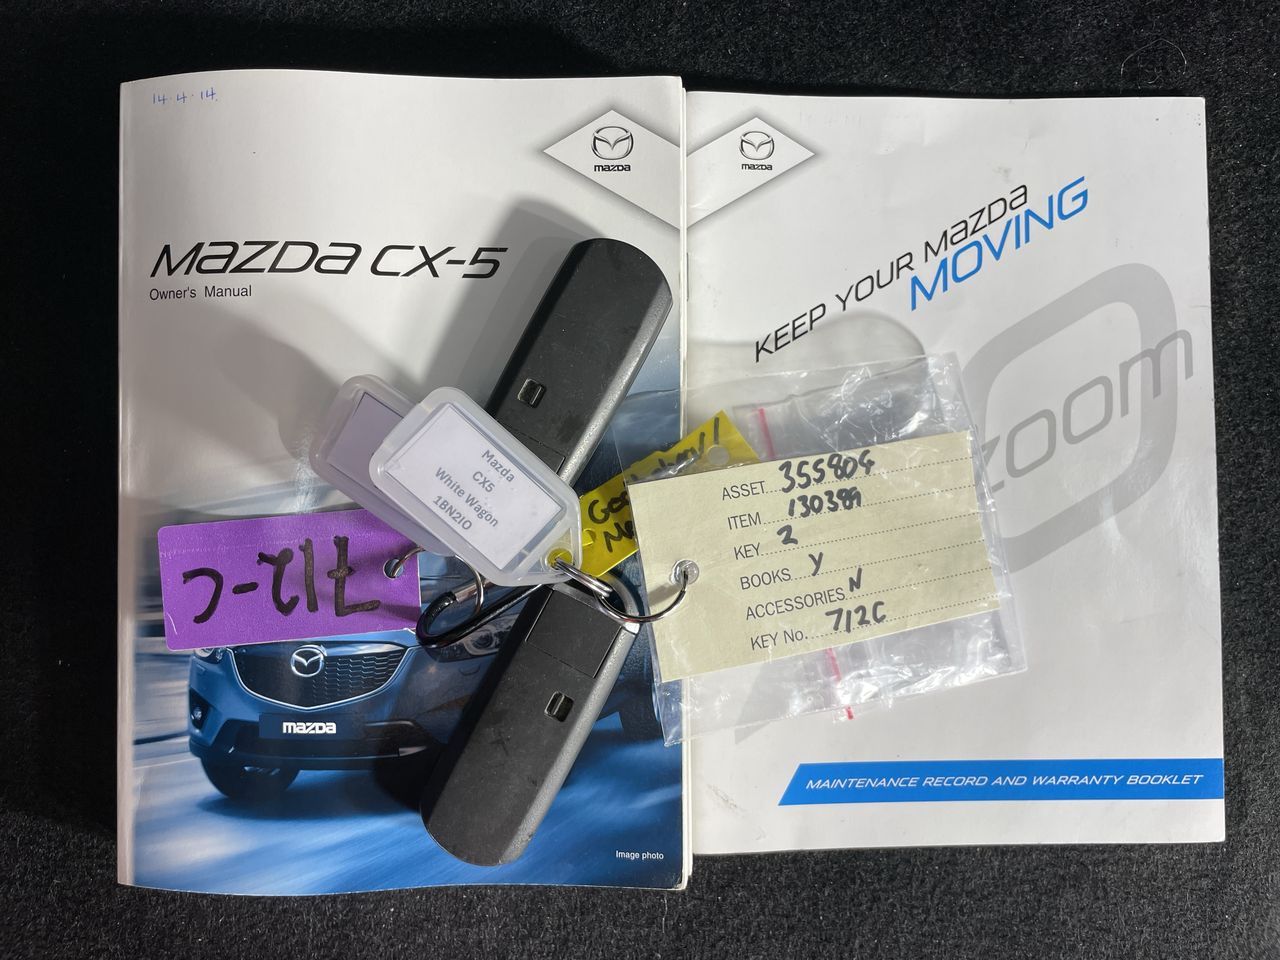 14.4.14.
mazda
mazda CX-5
Owner's Manual
Mazda
CX5
White Wagon
1BN2IO
712-C
mazda
Image photo
mazda
KEEP YOUR mazda
MOVING
zoom
ASSET 355804
ITEM 130389
KEY 2
BOOKS Y
ACCESSORIES N
KEY No. 712C
MAINTENANCE RECORD AND WARRANTY BOOKLET